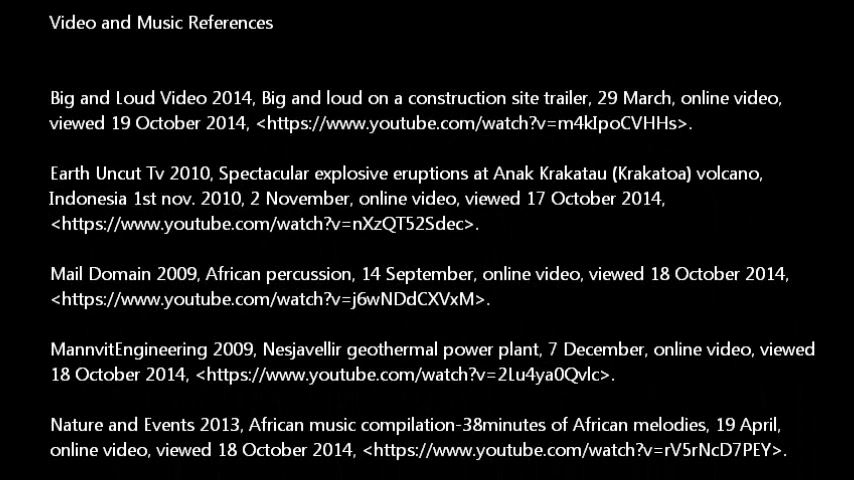 Video and Music References
Big and Loud Video 2014, Big and loud on a construction site trailer, 29 March, online video,
viewed 19 October 2014, <https://www.youtube.com/watch?v=m4kIpoCVHHs>.
Earth Uncut Tv 2010, Spectacular explosive eruptions at Anak Krakatau (Krakatoa) volcano,
Indonesia 1st nov. 2010, 2 November, online video, viewed 17 October 2014,
<https://www.youtube.com/watch?v=nXzQT52Sdec>.
Mail Domain 2009, African percussion, 14 September, online video, viewed 18 October 2014,
<https://www.youtube.com/watch?v=j6wNDdCXVxM>.
MannvitEngineering 2009, Nesjavellir geothermal power plant, 7 December, online video, viewed
18 October 2014, <https://www.youtube.com/watch?v=2Lu4ya0Qvlc>.
Nature and Events 2013, African music compilation-38minutes of African melodies, 19 April,
online video, viewed 18 October 2014, <https://www.youtube.com/watch?v=rV5rNcD7PEY>.